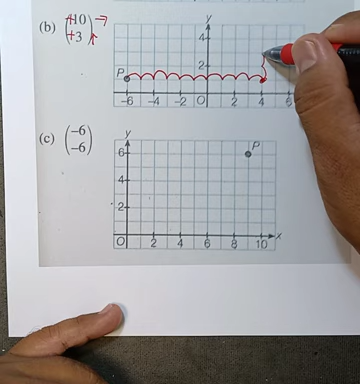 y
(b) (+10 →
+3) ↑
4
2
P
-6 -4 -2 O 2 4 6
(c) (-6
-6)
y
6
P
4
2
O 2 4 6 8 10 x